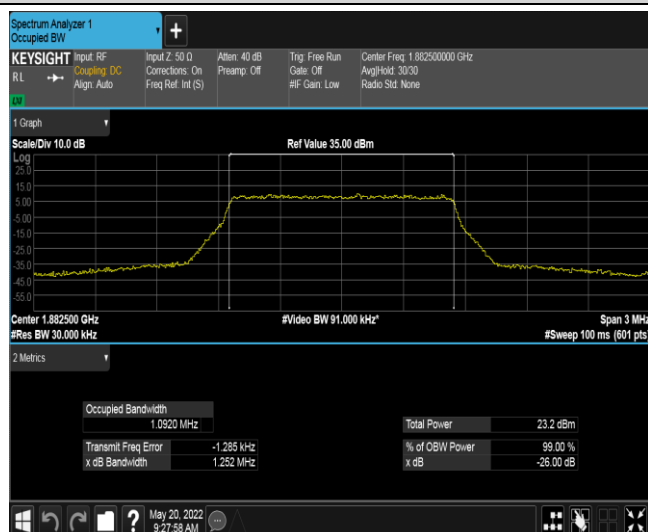 Spectrum Analyzer 1
Occupied BW
KEYSIGHT
R L
LXI
Input: RF
Coupling: DC
Align: Auto
Input Z: 50 Ω
Corrections: On
Freq Ref: Int (S)
Atten: 40 dB
Preamp: Off
Trig: Free Run
Gate: Off
#IF Gain: Low
Center Freq: 1.882500000 GHz
Avg|Hold: 30/30
Radio Std: None
1 Graph
Scale/Div 10.0 dB
Ref Value 35.00 dBm
Log
25.0
15.0
5.00
-5.00
-15.0
-25.0
-35.0
-45.0
-55.0
Center 1.882500 GHz
#Video BW 91.000 kHz*
Span 3 MHz
#Res BW 30.000 kHz
#Sweep 100 ms (601 pts)
2 Metrics
Occupied Bandwidth
1.0920 MHz
Total Power 23.2 dBm
Transmit Freq Error -1.285 kHz
% of OBW Power 99.00 %
x dB Bandwidth 1.252 MHz
x dB -26.00 dB
?
May 20, 2022
9:27:58 AM